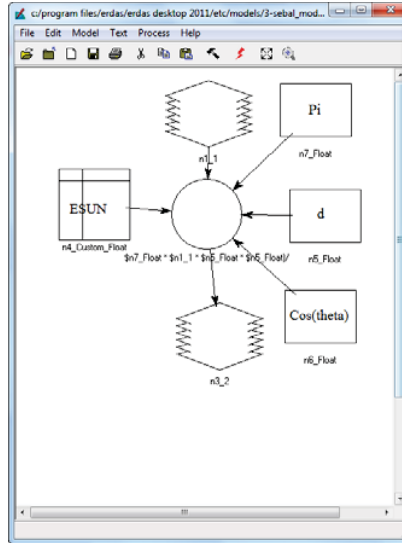 c:/program files/erdas/erdas desktop 2011/etc/models/3-sebal_mod...
File Edit Model Text Process Help
n1_1
Pi
n7_Float
ESUN
n4_Custom_Float
d
n5_Float
$n7_Float * $n1_1 * $n5_Float * $n5_Float)/
Cos(theta)
n6_Float
n3_2